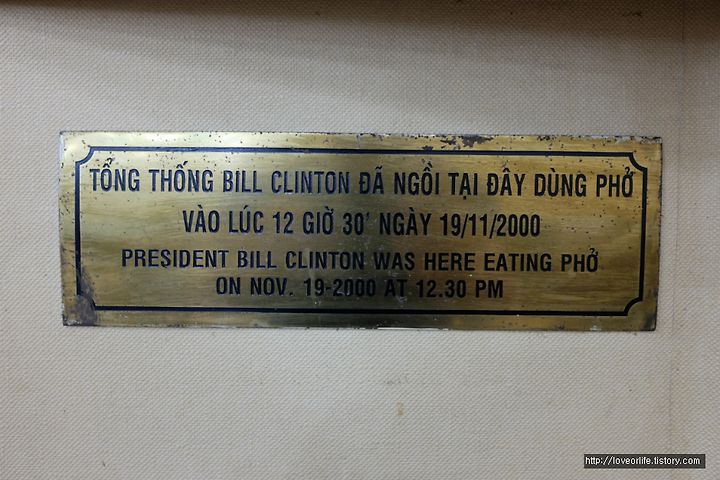 TỔNG THỐNG BILL CLINTON ĐÃ NGỒI TẠI ĐÂY DÙNG PHỞ
VÀO LÚC 12 GIỜ 30' NGÀY 19/11/2000
PRESIDENT BILL CLINTON WAS HERE EATING PHỞ
ON NOV. 19-2000 AT 12.30 PM
http://loveorlife.tistory.com